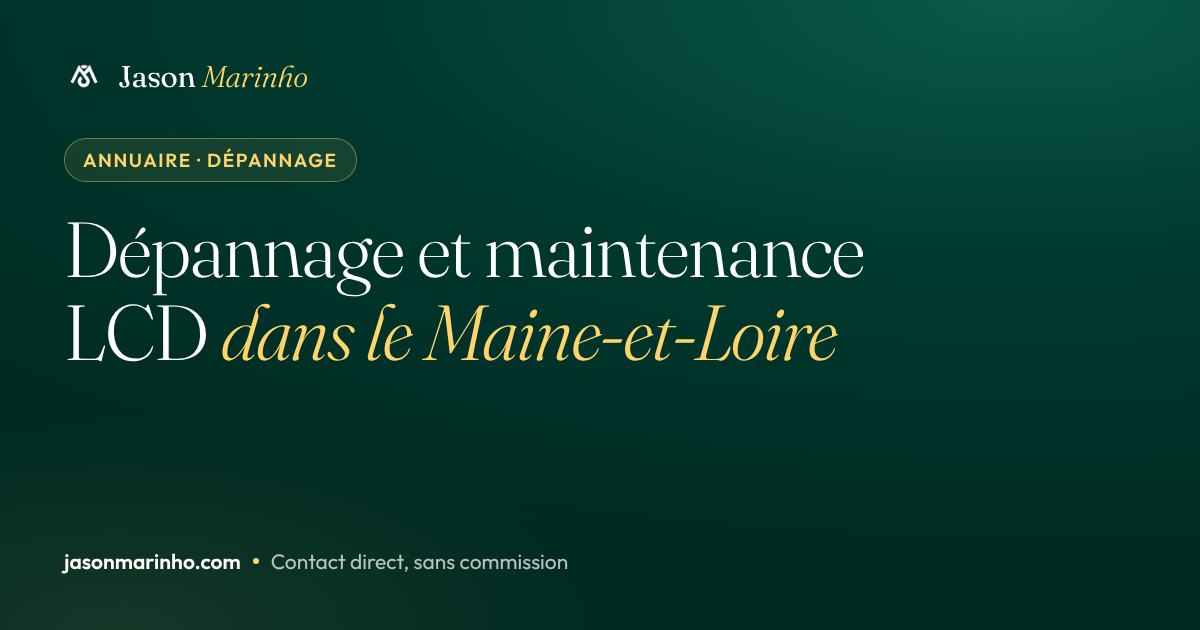 Jason Marinho
ANNUAIRE · DÉPANNAGE
Dépannage et maintenance
LCD dans le Maine-et-Loire
jasonmarinho.com • Contact direct, sans commission